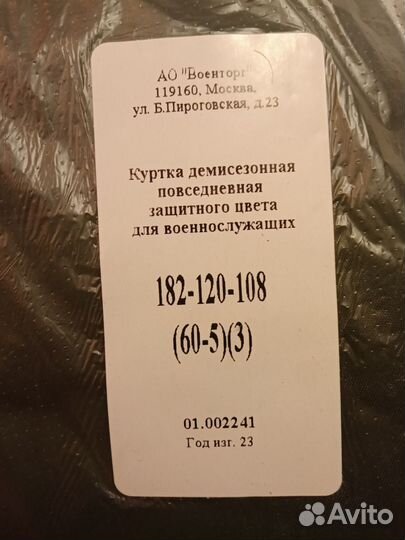 АО "Военторг"
119160, Москва,
ул. Б.Пироговская, д.23
Куртка демисезонная
повседневная
защитного цвета
для военнослужащих
182-120-108
(60-5)(3)
01.002241
Год изг. 23
Avito